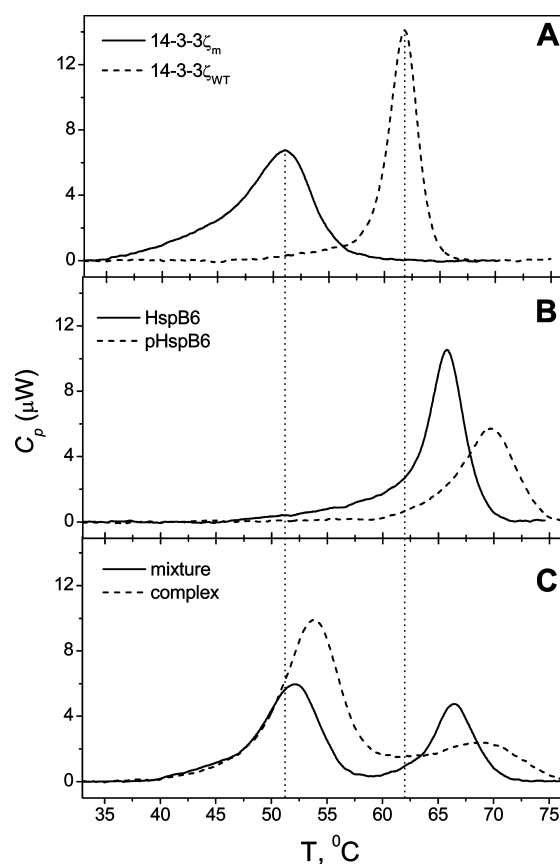 A
14-3-3ζm
14-3-3ζWT
12
8
4
0
B
HspB6
pHspB6
12
8
4
0
Cp (μW)
C
mixture
complex
12
8
4
0
35 40 45 50 55 60 65 70 75
T, ⁰C